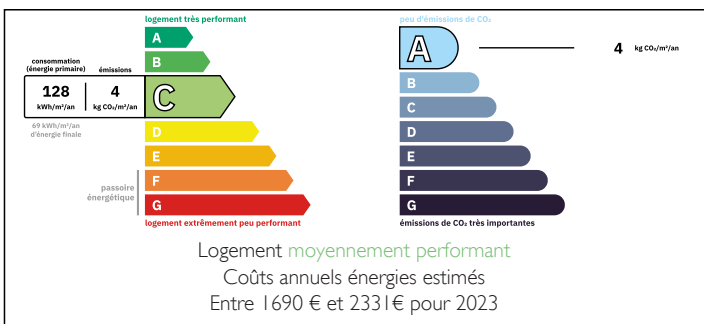 logement très performant
A
B
consommation
(énergie primaire)
émissions
128
kWh/m²/an
4
kg CO₂/m²/an
C
69 kWh/m²/an
d'énergie finale
D
E
F
G
passoire
énergétique
logement extrêmement peu performant
peu d'émissions de CO₂
A
4 kg CO₂/m²/an
B
C
D
E
F
G
émissions de CO₂ très importantes
Logement moyennement performant
Coûts annuels énergies estimés
Entre 1690 € et 2331€ pour 2023